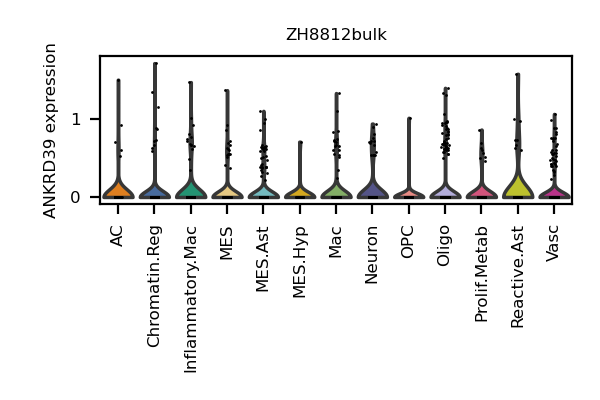 ZH8812bulk
ANKRD39 expression
1
0
AC
Chromatin.Reg
Inflammatory.Mac
MES
MES.Ast
MES.Hyp
Mac
Neuron
OPC
Oligo
Prolif.Metab
Reactive.Ast
Vasc